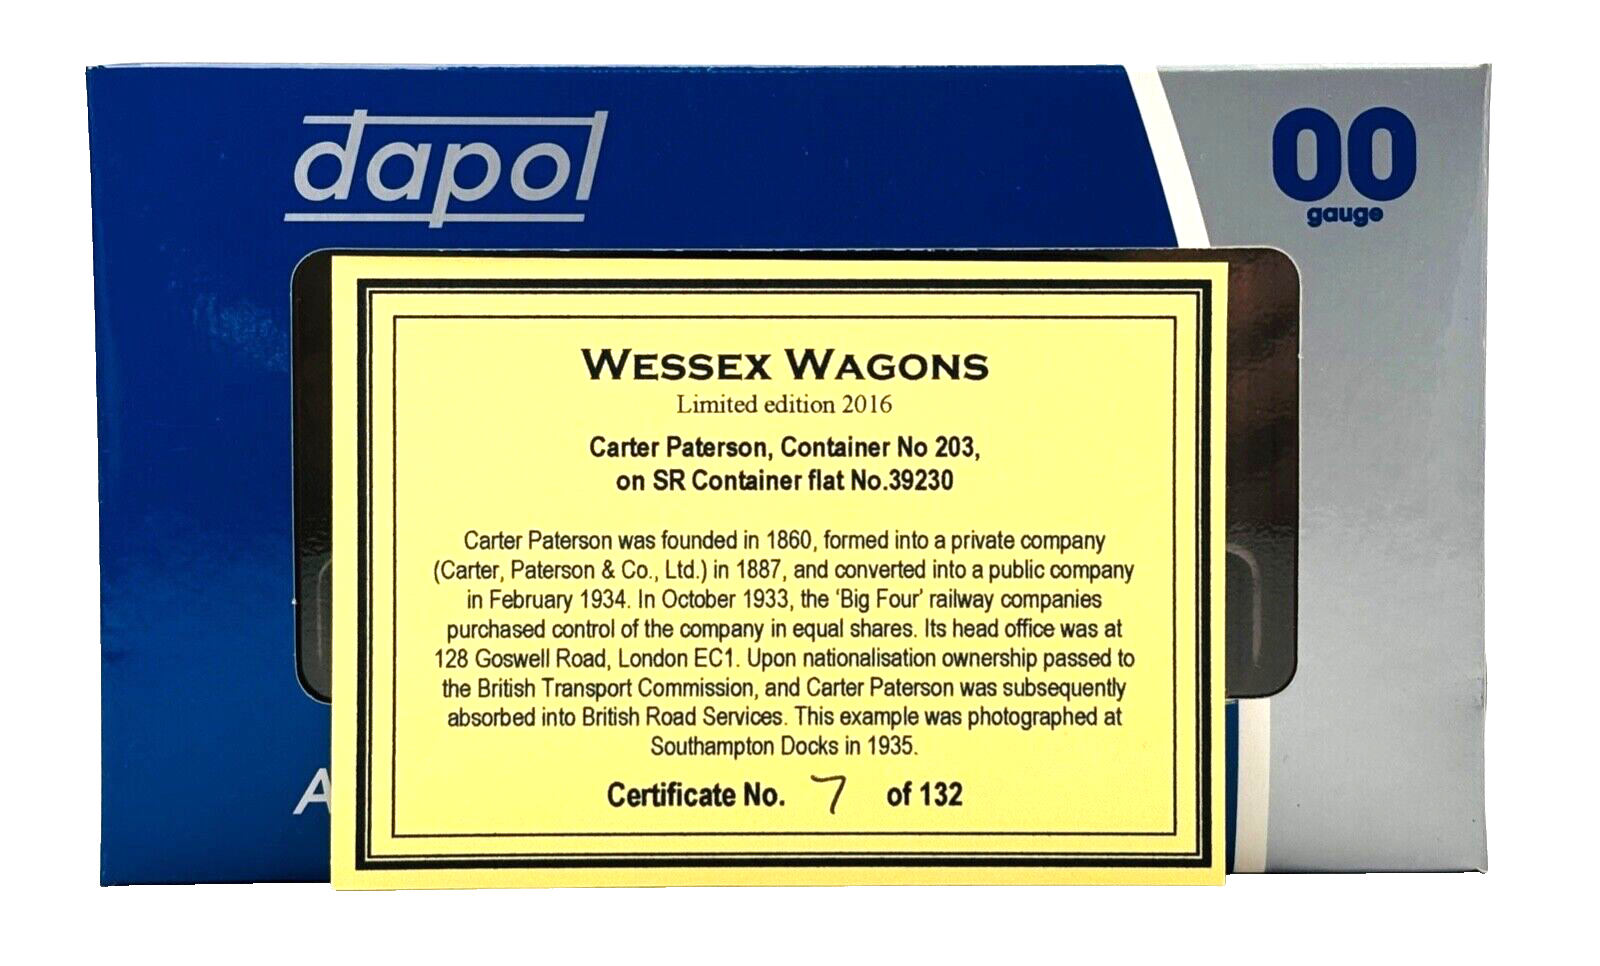 dapol
00
gauge
WESSEX WAGONS
Limited edition 2016
Carter Paterson, Container No 203,
on SR Container flat No.39230
Carter Paterson was founded in 1860, formed into a private company
(Carter, Paterson & Co., Ltd.) in 1887, and converted into a public company
in February 1934. In October 1933, the 'Big Four' railway companies
purchased control of the company in equal shares. Its head office was at
128 Goswell Road, London EC1. Upon nationalisation ownership passed to
the British Transport Commission, and Carter Paterson was subsequently
absorbed into British Road Services. This example was photographed at
Southampton Docks in 1935.
Certificate No. 7 of 132